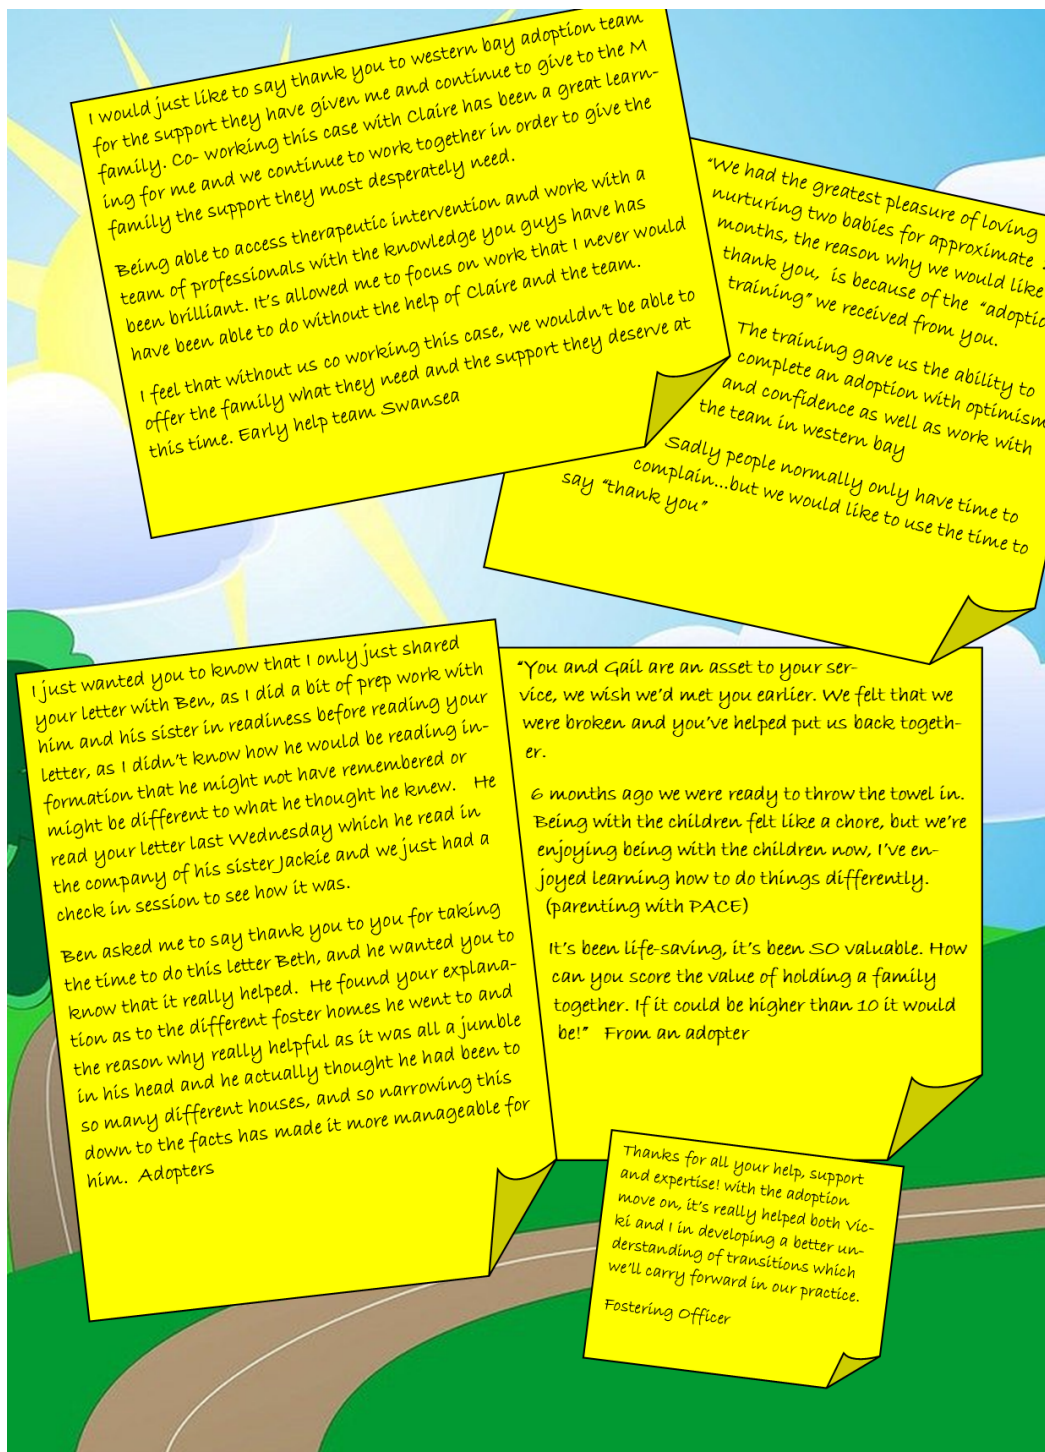 I would just like to say thank you to western bay adoption team
for the support they have given me and continue to give to the M
family. Co- working this case with Claire has been a great learn-
ing for me and we continue to work together in order to give the
family the support they most desperately need.
Being able to access therapeutic intervention and work with a
team of professionals with the knowledge you guys have has
been brilliant. It's allowed me to focus on work that I never would
have been able to do without the help of Claire and the team.
I feel that without us co working this case, we wouldn't be able to
offer the family what they need and the support they deserve at
this time. Early help team Swansea
"We had the greatest pleasure of loving
nurturing two babies for approximate
months, the reason why we would like
thank you, is because of the "adoptio
training" we received from you.
The training gave us the ability to
complete an adoption with optimism
and confidence as well as work with
the team in western bay
Sadly people normally only have time to
complain...but we would like to use the time to
say "thank you"
I just wanted you to know that I only just shared
your letter with Ben, as I did a bit of prep work with
him and his sister in readiness before reading your
letter, as I didn't know how he would be reading in-
formation that he might not have remembered or
might be different to what he thought he knew. He
read your letter last Wednesday which he read in
the company of his sister Jackie and we just had a
check in session to see how it was.
Ben asked me to say thank you to you for taking
the time to do this letter Beth, and he wanted you to
know that it really helped. He found your explana-
tion as to the different foster homes he went to and
the reason why really helpful as it was all a jumble
in his head and he actually thought he had been to
so many different houses, and so narrowing this
down to the facts has made it more manageable for
him. Adopters
"You and Gail are an asset to your ser-
vice, we wish we'd met you earlier. We felt that we
were broken and you've helped put us back togeth-
er.
6 months ago we were ready to throw the towel in.
Being with the children felt like a chore, but we're
enjoying being with the children now, I've en-
joyed learning how to do things differently.
(parenting with PACE)
It's been life-saving, it's been SO valuable. How
can you score the value of holding a family
together. If it could be higher than 10 it would
be!" From an adopter
Thanks for all your help, support
and expertise! With the adoption
move on, it's really helped both Vic-
ki and I in developing a better un-
derstanding of transitions which
we'll carry forward in our practice.
Fostering Officer